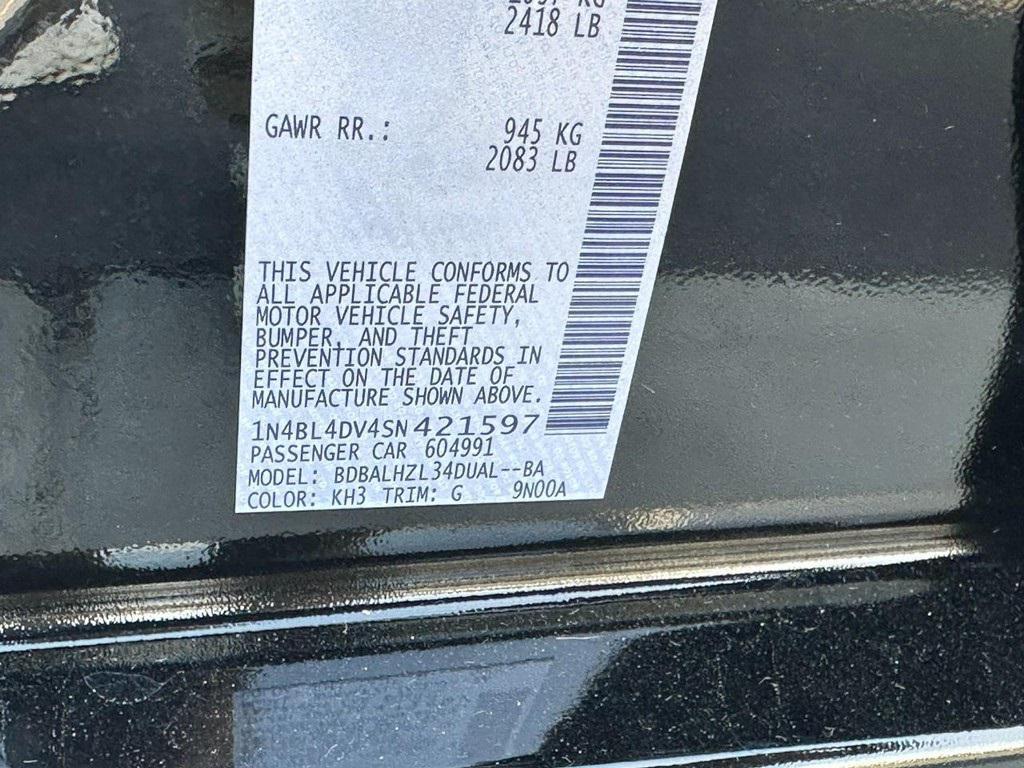 2418 LB
GAWR RR.: 945 KG
2083 LB
THIS VEHICLE CONFORMS TO
ALL APPLICABLE FEDERAL
MOTOR VEHICLE SAFETY,
BUMPER, AND THEFT
PREVENTION STANDARDS IN
EFFECT ON THE DATE OF
MANUFACTURE SHOWN ABOVE.
1N4BL4DV4SN421597
PASSENGER CAR 604991
MODEL: BDBALHZL34DUAL--BA
COLOR: KH3 TRIM: G 9N00A